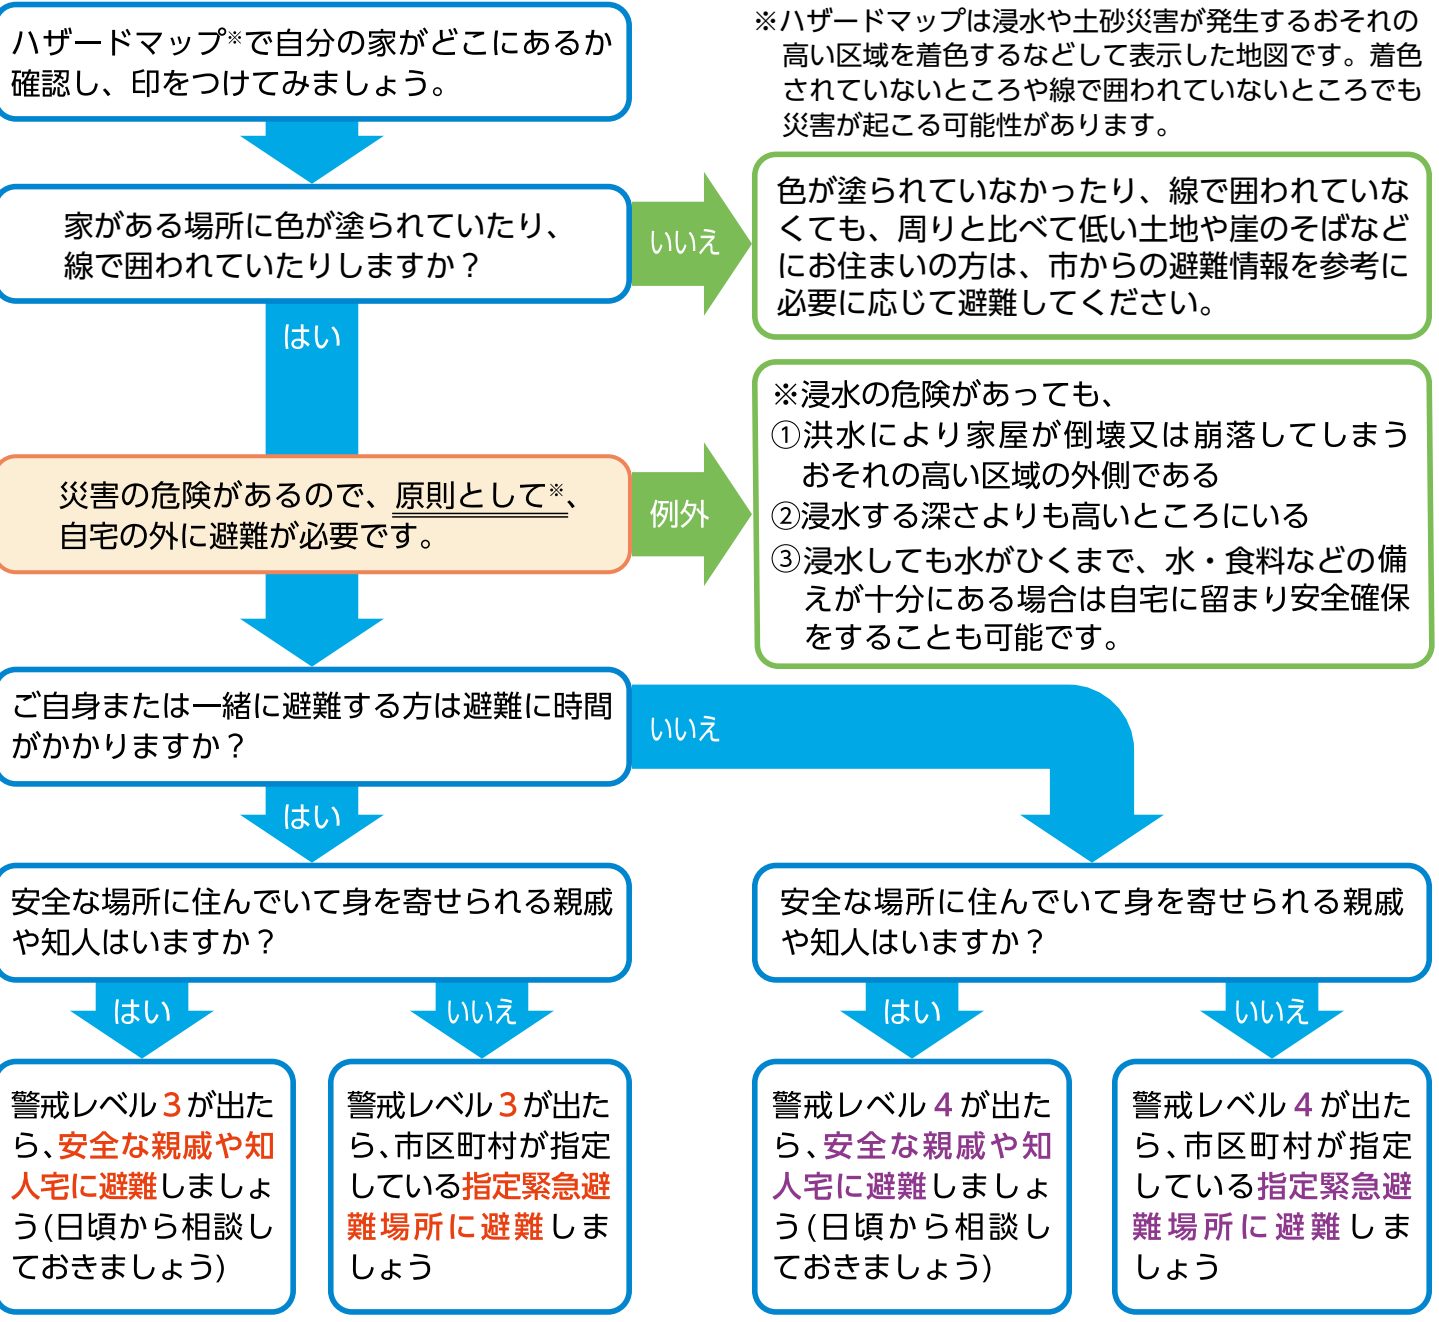 ハザードマップ※で自分の家がどこにあるか
確認し、印をつけてみましょう。
※ハザードマップは浸水や土砂災害が発生するおそれの
高い区域を着色するなどして表示した地図です。着色
されていないところや線で囲われていないところでも
災害が起こる可能性があります。
家がある場所に色が塗られていたり、
線で囲われていたりしますか？
いいえ
色が塗られていなかったり、線で囲われていな
くても、周りと比べて低い土地や崖のそばなど
にお住まいの方は、市からの避難情報を参考に
必要に応じて避難してください。
はい
災害の危険があるので、原則として※、
自宅の外に避難が必要です。
例外
※浸水の危険があっても、
①洪水により家屋が倒壊又は崩落してしまう
おそれの高い区域の外側である
②浸水する深さよりも高いところにいる
③浸水しても水がひくまで、水・食料などの備
えが十分にある場合は自宅に留まり安全確保
をすることも可能です。
ご自身または一緒に避難する方は避難に時間
がかかりますか？
いいえ
はい
安全な場所に住んでいて身を寄せられる親戚
や知人はいますか？
安全な場所に住んでいて身を寄せられる親戚
や知人はいますか？
はい
いいえ
はい
いいえ
警戒レベル3が出た
ら、安全な親戚や知
人宅に避難しましょ
う(日頃から相談し
ておきましょう)
警戒レベル3が出た
ら、市区町村が指定
している指定緊急避
難場所に避難しま
しょう
警戒レベル4が出た
ら、安全な親戚や知
人宅に避難しましょ
う(日頃から相談し
ておきましょう)
警戒レベル4が出た
ら、市区町村が指定
している指定緊急避
難場所に避難しま
しょう